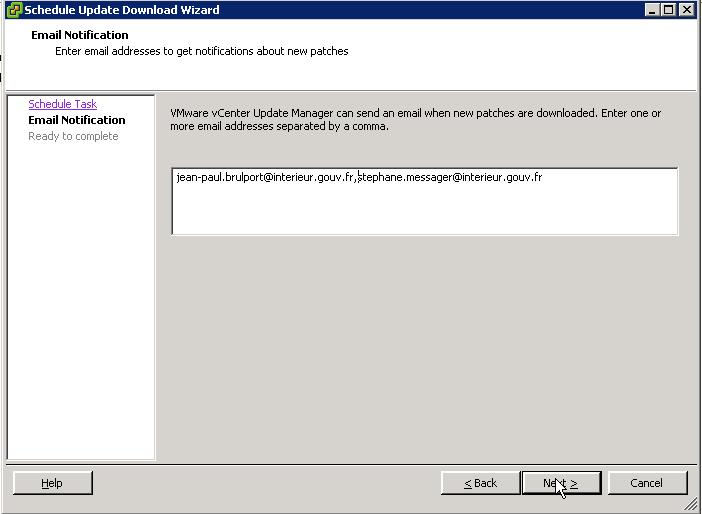 Schedule Update Download Wizard
Email Notification
Enter email addresses to get notifications about new patches
Schedule Task
Email Notification
Ready to complete
VMware vCenter Update Manager can send an email when new patches are downloaded. Enter one or
more email addresses separated by a comma.
jean-paul.brulport@interieur.gouv.fr,stephane.messager@interieur.gouv.fr
Help
< Back
Next >
Cancel